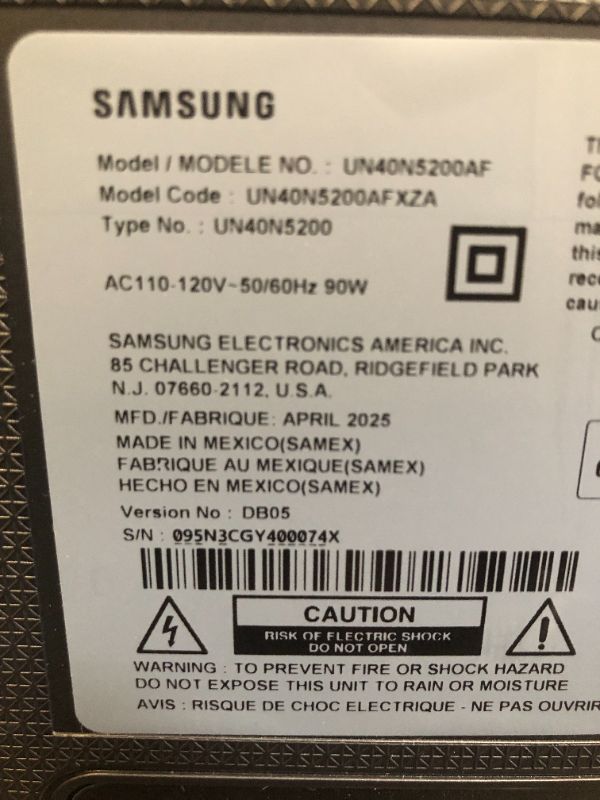 SAMSUNG
Model / MODELE NO. : UN40N5200AF
Model Code : UN40N5200AFXZA
Type No. : UN40N5200
AC110-120V~50/60Hz 90W
SAMSUNG ELECTRONICS AMERICA INC.
85 CHALLENGER ROAD, RIDGEFIELD PARK
N.J. 07660-2112, U.S.A.
MFD./FABRIQUE: APRIL 2025
MADE IN MEXICO(SAMEX)
FABRIQUE AU MEXIQUE(SAMEX)
HECHO EN MEXICO(SAMEX)
Version No : DB05
S/N : 095N3CGY400074X
CAUTION
RISK OF ELECTRIC SHOCK
DO NOT OPEN
WARNING : TO PREVENT FIRE OR SHOCK HAZARD
DO NOT EXPOSE THIS UNIT TO RAIN OR MOISTURE
AVIS : RISQUE DE CHOC ELECTRIQUE - NE PAS OUVRIR
this